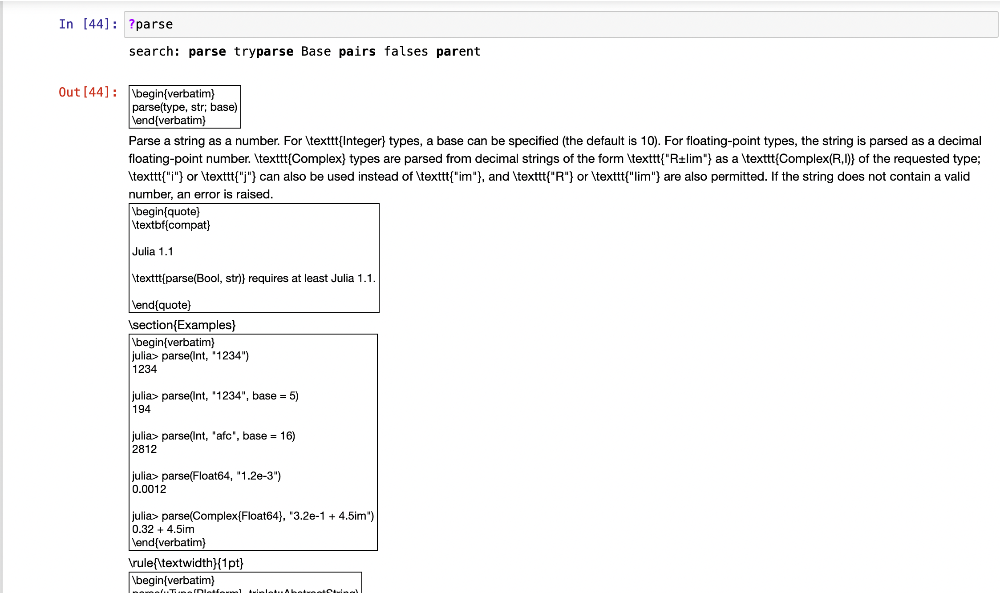 In [44]: ?parse
search: parse tryparse Base pairs falses parent
Out[44]: \begin{verbatim}
parse(type, str; base)
\end{verbatim}
Parse a string as a number. For \texttt{Integer} types, a base can be specified (the default is 10). For floating-point types, the string is parsed as a decimal
floating-point number. \texttt{Complex} types are parsed from decimal strings of the form \texttt{"R±Iim"} as a \texttt{Complex(R,I)} of the requested type;
\texttt{"i"} or \texttt{"j"} can also be used instead of \texttt{"im"}, and \texttt{"R"} or \texttt{"Iim"} are also permitted. If the string does not contain a valid
number, an error is raised.
\begin{quote}
\textbf{compat}
Julia 1.1
\texttt{parse(Bool, str)} requires at least Julia 1.1.
\end{quote}
\section{Examples}
\begin{verbatim}
julia> parse(Int, "1234")
1234
julia> parse(Int, "1234", base = 5)
194
julia> parse(Int, "afc", base = 16)
2812
julia> parse(Float64, "1.2e-3")
0.0012
julia> parse(Complex{Float64}, "3.2e-1 + 4.5im")
0.32 + 4.5im
\end{verbatim}
\rule{\textwidth}{1pt}
\begin{verbatim}
parse(::Type{Platform}, triplet::AbstractString)